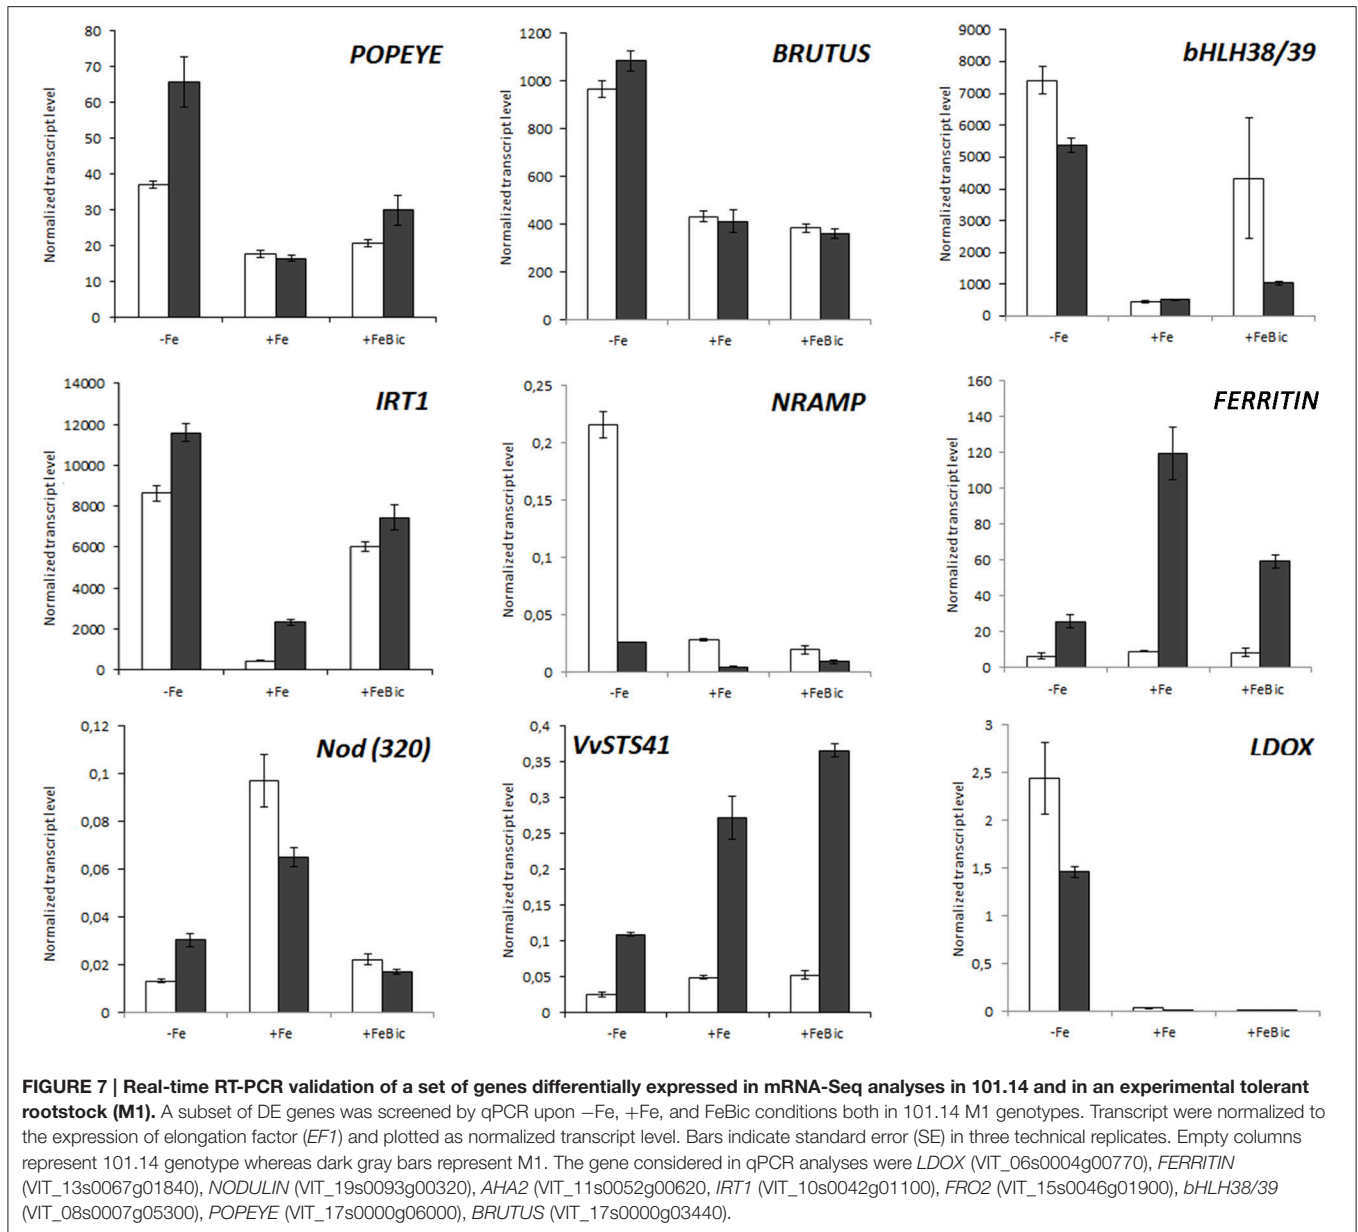 POPEYE
Normalized transcript level
80
70
60
50
40
30
20
10
0
-Fe +Fe +FeBic
BRUTUS
Normalized transcript level
1200
1000
800
600
400
200
0
-Fe +Fe +FeBic
bHLH38/39
Normalized transcript level
9000
8000
7000
6000
5000
4000
3000
2000
1000
0
-Fe +Fe +FeBic
IRT1
Normalized transcript level
14000
12000
10000
8000
6000
4000
2000
0
-Fe +Fe +FeBic
NRAMP
Normalized transcript level
0,25
0,2
0,15
0,1
0,05
0
-Fe +Fe +FeBic
FERRITIN
Normalized transcript level
160
140
120
100
80
60
40
20
0
-Fe +Fe +FeBic
Nod (320)
Normalized transcript level
0,12
0,1
0,08
0,06
0,04
0,02
0
-Fe +Fe +FeBic
VvSTS41
Normalized transcript level
0,4
0,35
0,3
0,25
0,2
0,15
0,1
0,05
0
-Fe +Fe +FeBic
LDOX
Normalized transcript level
3
2,5
2
1,5
1
0,5
0
-Fe +Fe +FeBic
FIGURE 7 | Real-time RT-PCR validation of a set of genes differentially expressed in mRNA-Seq analyses in 101.14 and in an experimental tolerant
rootstock (M1). A subset of DE genes was screened by qPCR upon −Fe, +Fe, and FeBic conditions both in 101.14 M1 genotypes. Transcript were normalized to
the expression of elongation factor (EF1) and plotted as normalized transcript level. Bars indicate standard error (SE) in three technical replicates. Empty columns
represent 101.14 genotype whereas dark gray bars represent M1. The gene considered in qPCR analyses were LDOX (VIT_06s0004g00770), FERRITIN
(VIT_13s0067g01840), NODULIN (VIT_19s0093g00320), AHA2 (VIT_11s0052g00620, IRT1 (VIT_10s0042g01100), FRO2 (VIT_15s0046g01900), bHLH38/39
(VIT_08s0007g05300), POPEYE (VIT_17s0000g06000), BRUTUS (VIT_17s0000g03440).